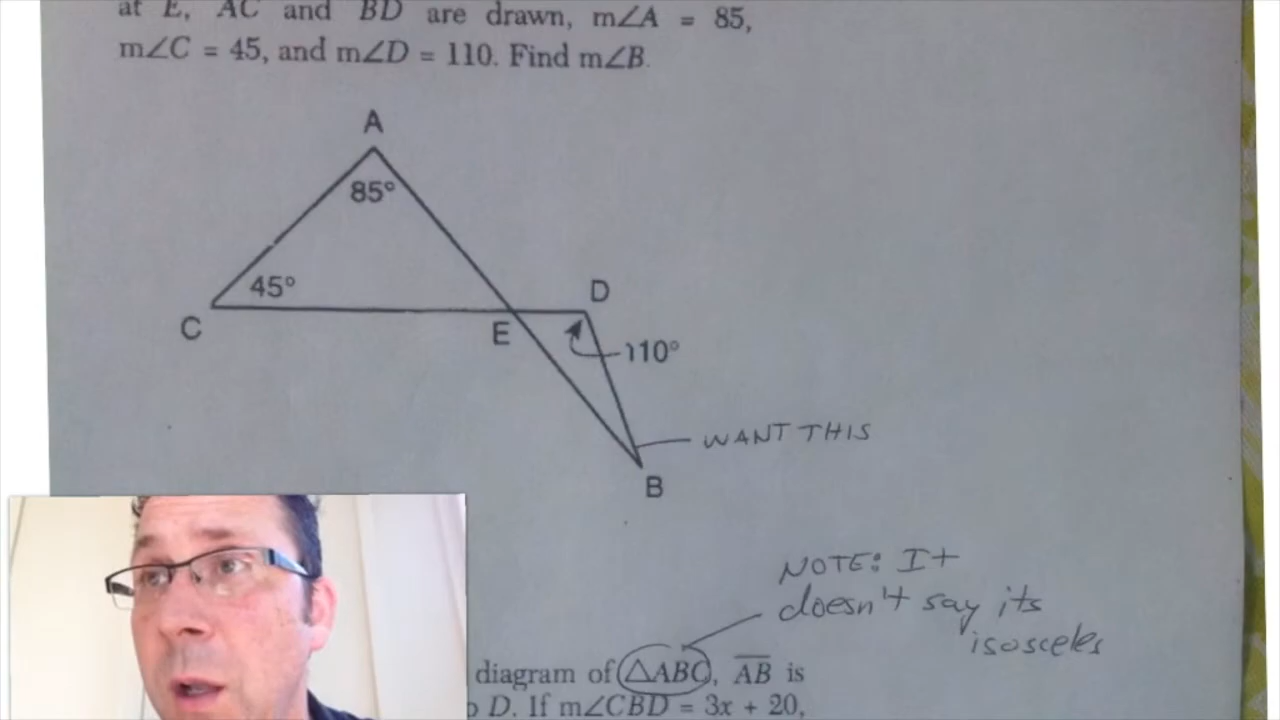 at E, AC and BD are drawn, m∠A = 85,
m∠C = 45, and m∠D = 110. Find m∠B.
A
85°
45°
D
C
E
110°
WANT THIS
B
NOTE: It
doesn't say its
isosceles
diagram of △ABC, AB is
D. If m∠CBD = 3x + 20,